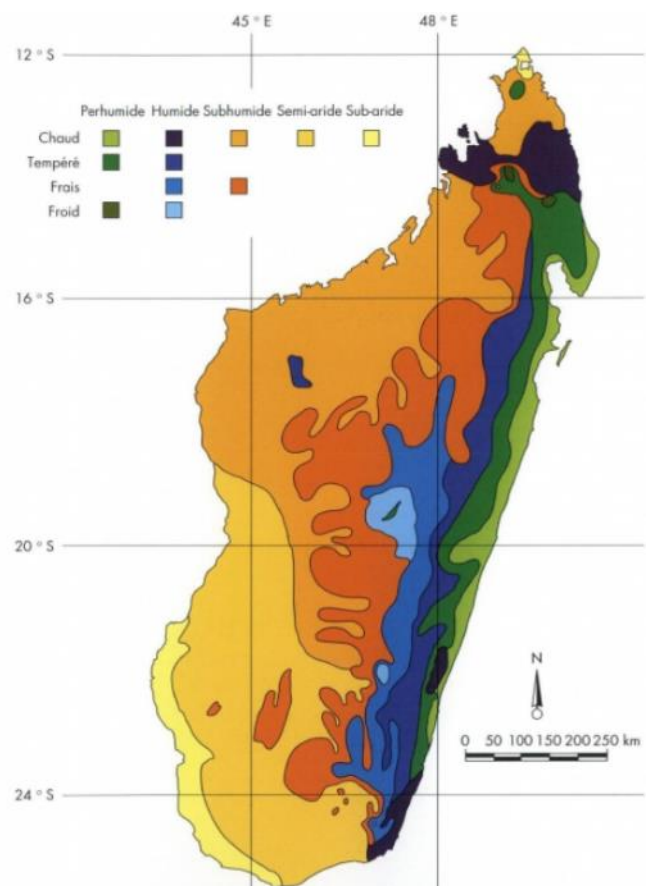 45° E 48° E
12° S
Perhumide Humide Subhumide Semi-aride Sub-aride
Chaud
Tempéré
Frais
Froid
16° S
20° S
N
0 50 100 150 200 250 km
24° S